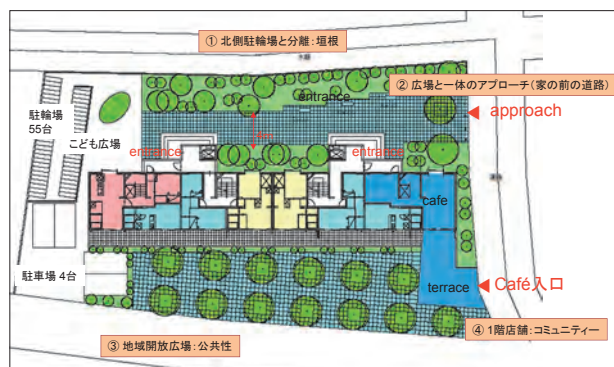 ① 北側駐輪場と分離：垣根
② 広場と一体のアプローチ（家の前の道路）
entrance
approach
駐輪場
55台
こども広場
4m
entrance
entrance
cafe
駐車場 4台
terrace
Café入口
④ 1階店舗：コミュニティー
③ 地域開放広場：公共性